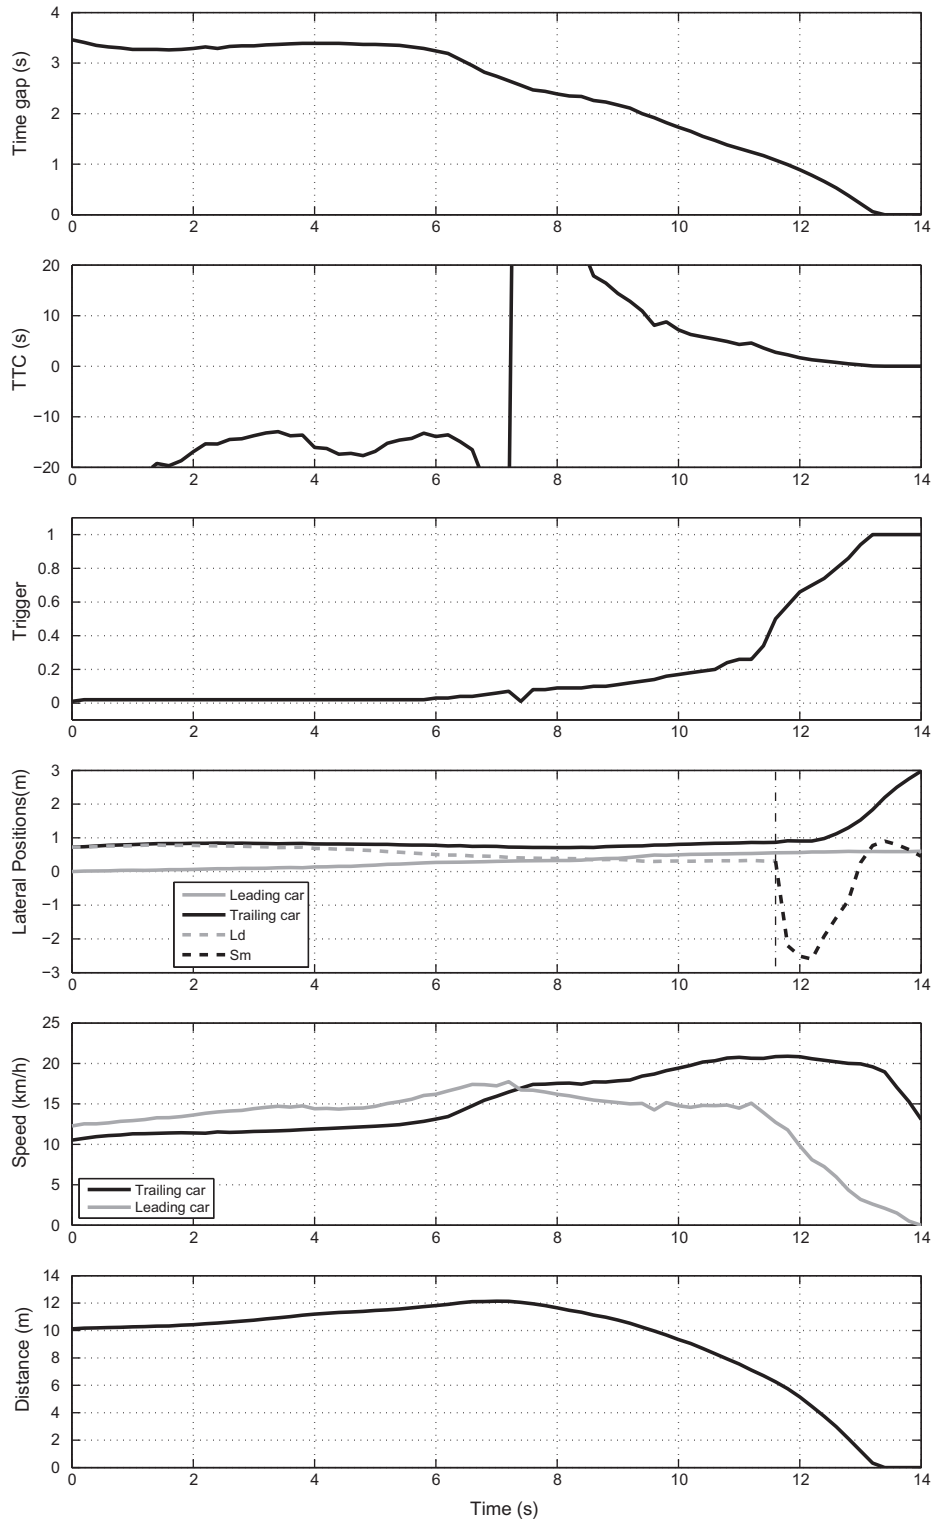 4
3
2
1
0
Time gap (s)
0 2 4 6 8 10 12 14
20
10
0
−10
−20
TTC (s)
0 2 4 6 8 10 12 14
1
0.8
0.6
0.4
0.2
0
Trigger
0 2 4 6 8 10 12 14
3
2
1
0
−1
−2
−3
Lateral Positions(m)
Leading car
Trailing car
Ld
Sm
0 2 4 6 8 10 12 14
25
20
15
10
5
0
Speed (km/h)
Trailing car
Leading car
0 2 4 6 8 10 12 14
14
12
10
8
6
4
2
0
Distance (m)
0 2 4 6 8 10 12 14
Time (s)